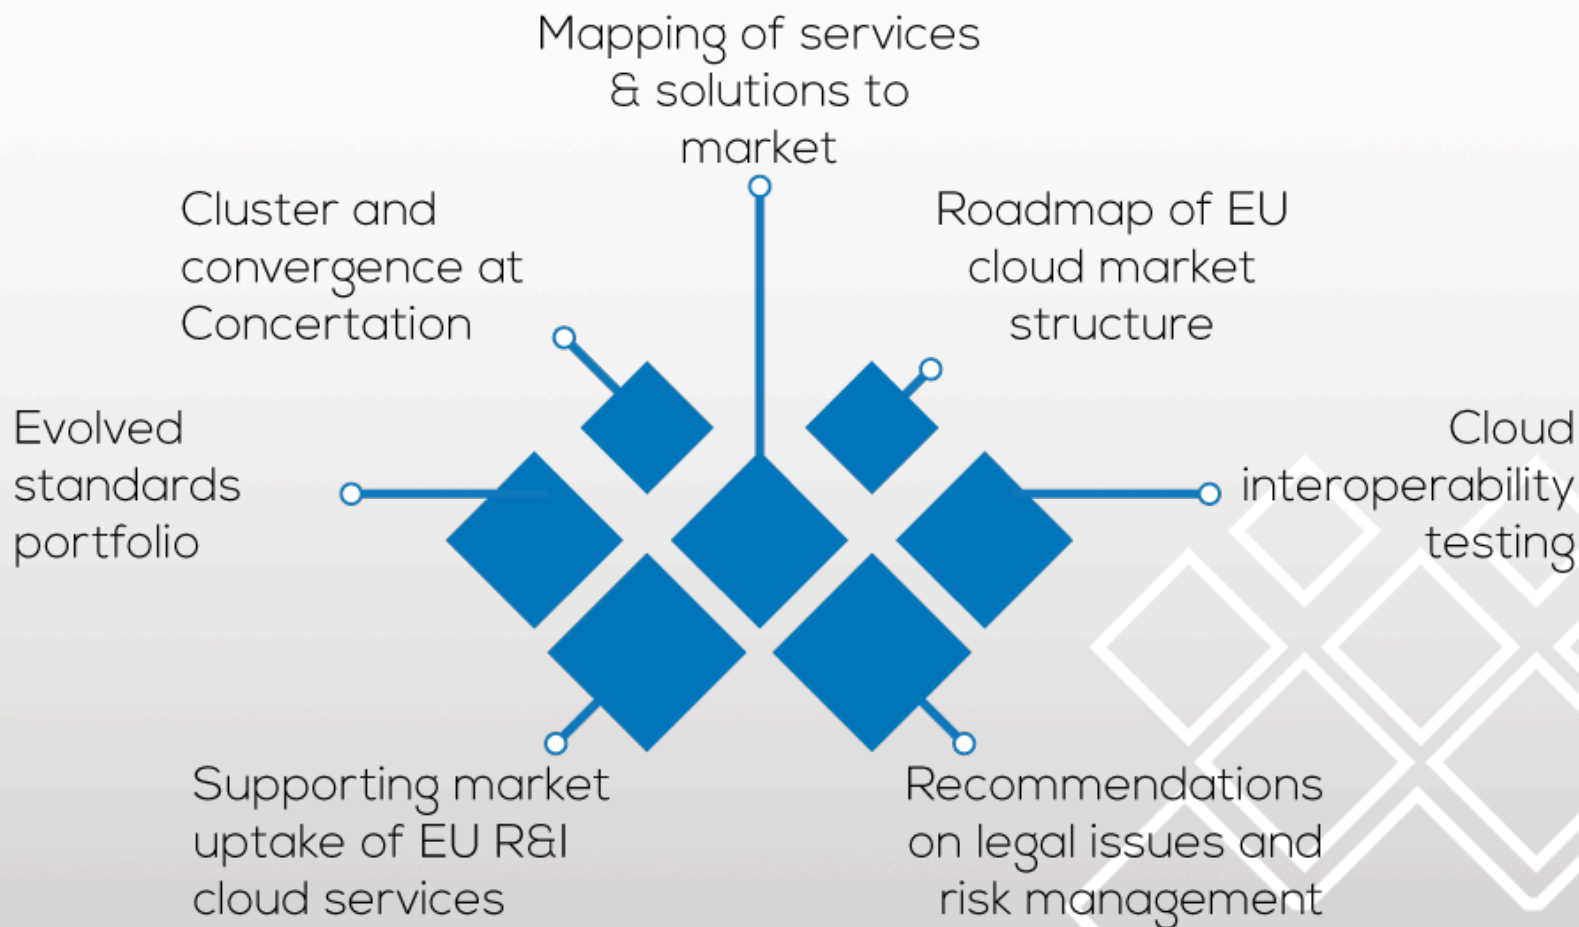 Mapping of services
& solutions to
market
Cluster and
convergence at
Concertation
Roadmap of EU
cloud market
structure
Evolved
standards
portfolio
Cloud
interoperability
testing
Supporting market
uptake of EU R&I
cloud services
Recommendations
on legal issues and
risk management